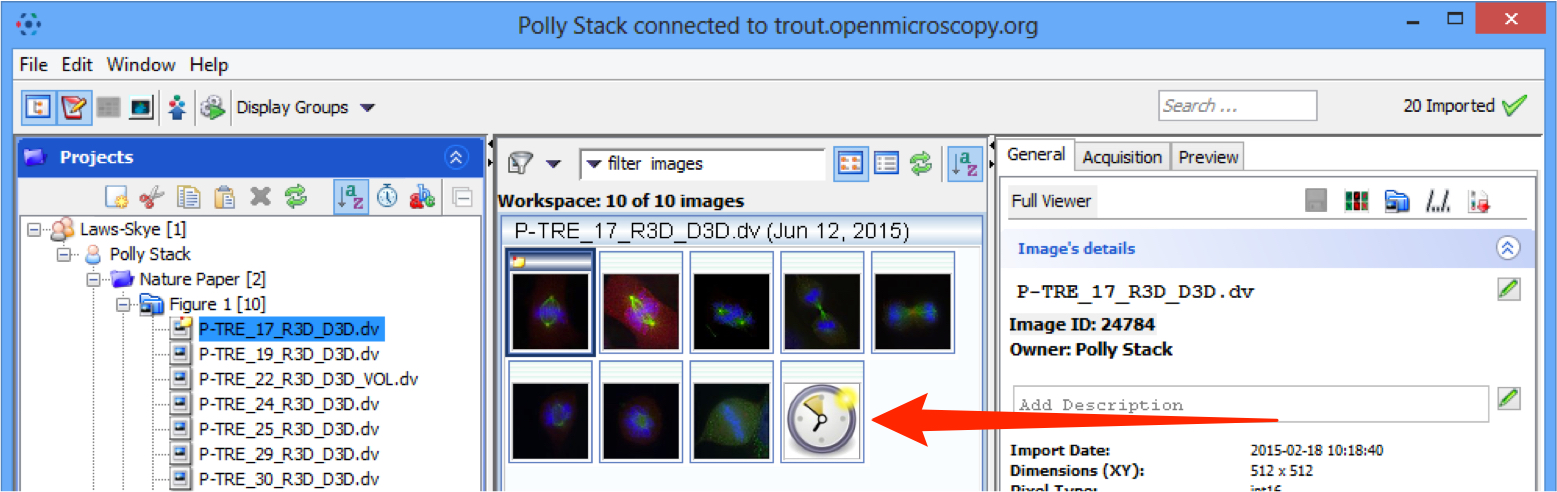 Polly Stack connected to trout.openmicroscopy.org
File Edit Window Help
Display Groups
Search ...
20 Imported
Projects
Laws-Skye [1]
Polly Stack
Nature Paper [2]
Figure 1 [10]
P-TRE_17_R3D_D3D.dv
P-TRE_19_R3D_D3D.dv
P-TRE_22_R3D_D3D_VOL.dv
P-TRE_24_R3D_D3D.dv
P-TRE_25_R3D_D3D.dv
P-TRE_29_R3D_D3D.dv
P-TRE_30_R3D_D3D.dv
filter images
Workspace: 10 of 10 images
P-TRE_17_R3D_D3D.dv (Jun 12, 2015)
General Acquisition Preview
Full Viewer
Image's details
P-TRE_17_R3D_D3D.dv
Image ID: 24784
Owner: Polly Stack
Add Description
Import Date: 2015-02-18 10:18:40
Dimensions (XY): 512 x 512
Pixel Type: int16